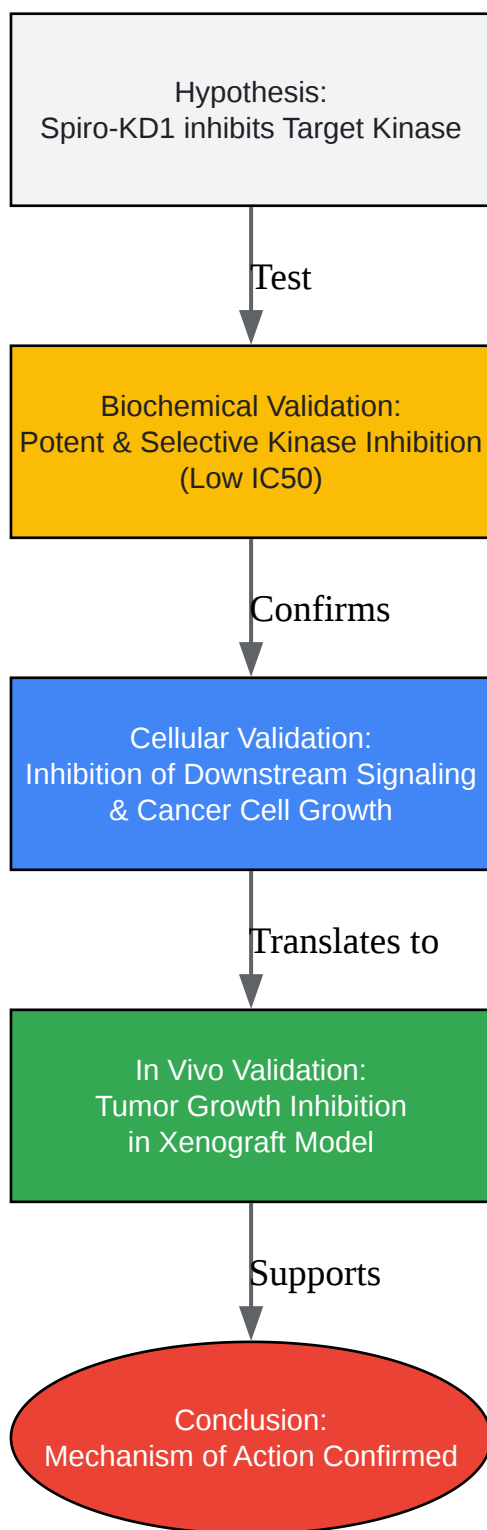 Hypothesis:
Spiro-KD1 inhibits Target Kinase
Test
Biochemical Validation:
Potent & Selective Kinase Inhibition
(Low IC50)
Confirms
Cellular Validation:
Inhibition of Downstream Signaling
& Cancer Cell Growth
Translates to
In Vivo Validation:
Tumor Growth Inhibition
in Xenograft Model
Supports
Conclusion:
Mechanism of Action Confirmed